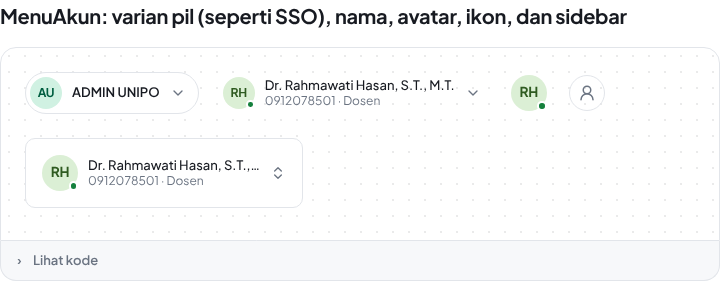 MenuAkun: varian pil (seperti SSO), nama, avatar, ikon, dan sidebar
AU ADMIN UNIPO
RH Dr. Rahmawati Hasan, S.T., M.T.
0912078501 · Dosen
RH
RH Dr. Rahmawati Hasan, S.T.,...
0912078501 · Dosen
Lihat kode